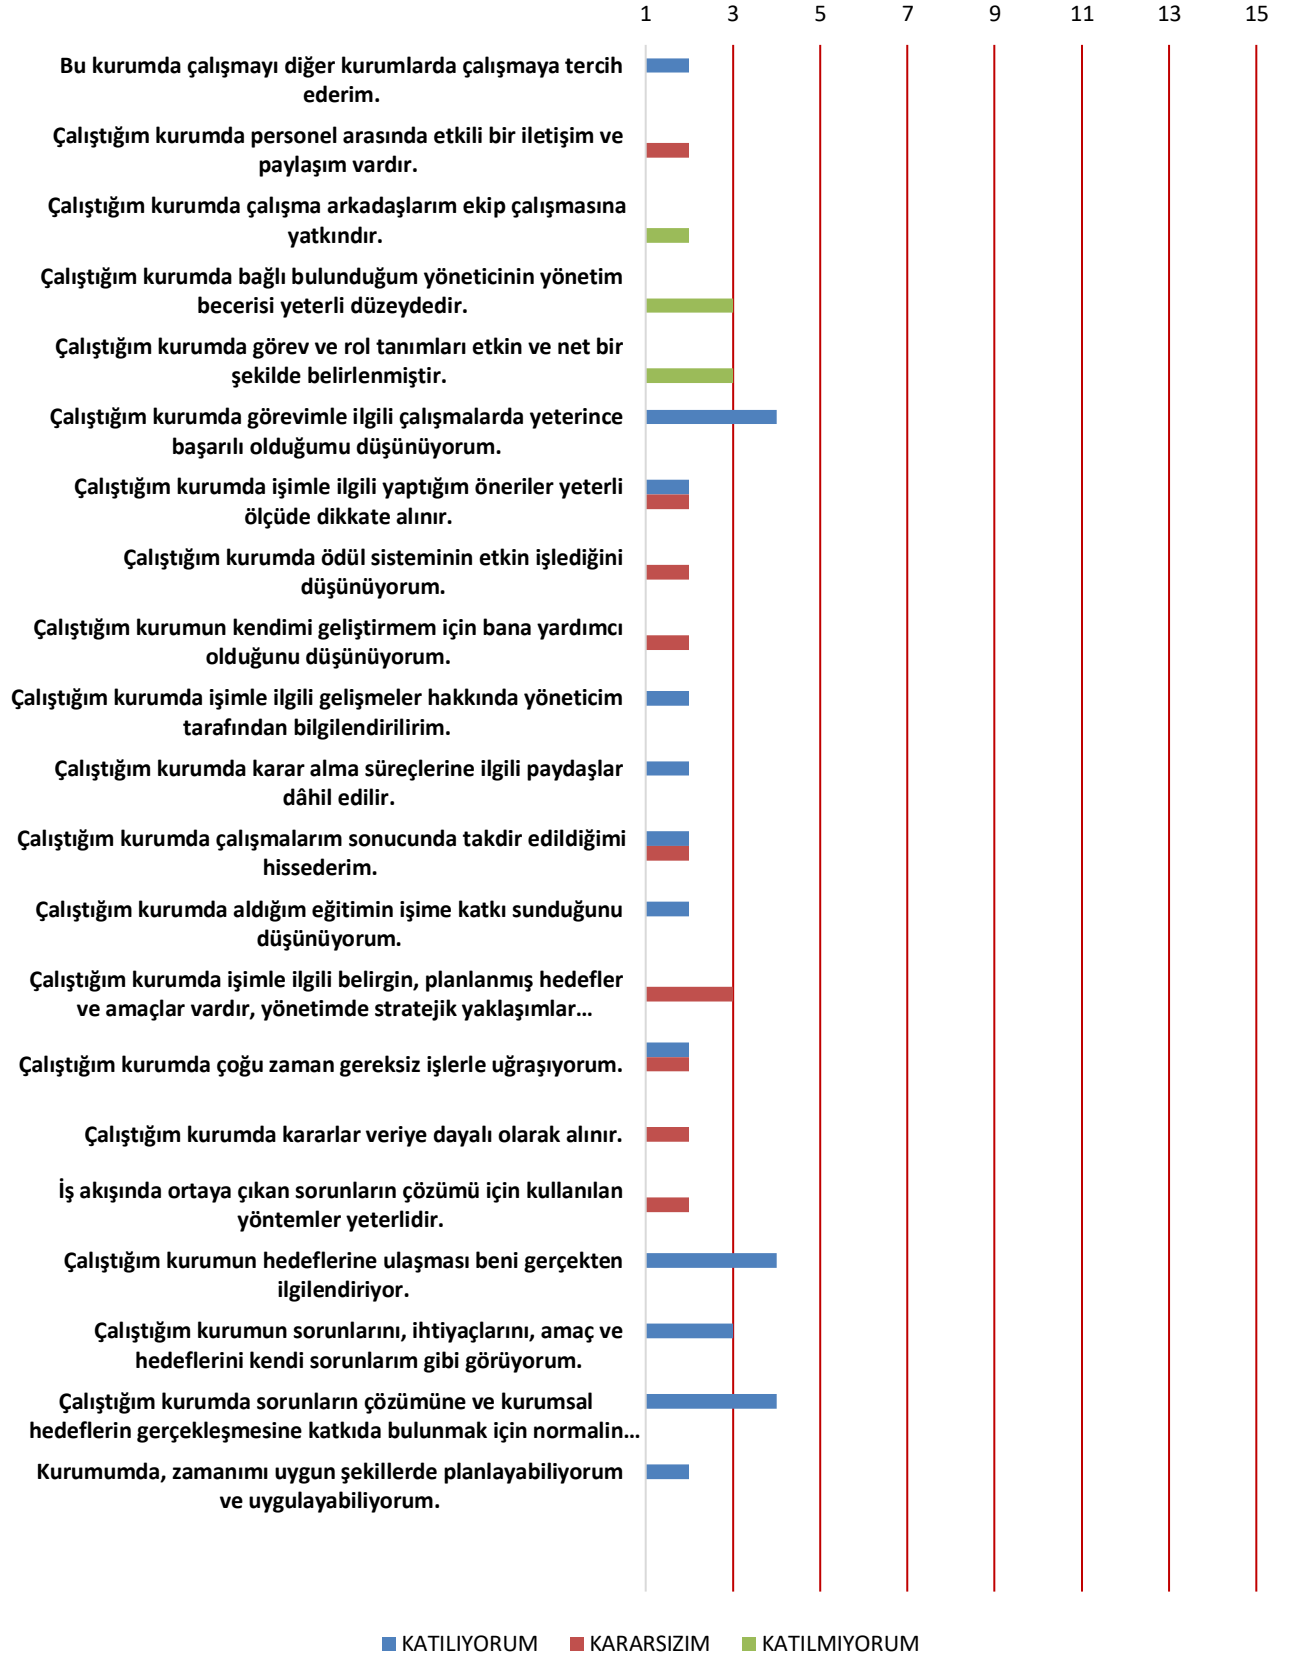 1 3 5 7 9 11 13 15
Bu kurumda çalışmayı diğer kurumlarda çalışmaya tercih
ederim.
Çalıştığım kurumda personel arasında etkili bir iletişim ve
paylaşım vardır.
Çalıştığım kurumda çalışma arkadaşlarım ekip çalışmasına
yatkındır.
Çalıştığım kurumda bağlı bulunduğum yöneticinin yönetim
becerisi yeterli düzeydedir.
Çalıştığım kurumda görev ve rol tanımları etkin ve net bir
şekilde belirlenmiştir.
Çalıştığım kurumda görevimle ilgili çalışmalarda yeterince
başarılı olduğumu düşünüyorum.
Çalıştığım kurumda işimle ilgili yaptığım öneriler yeterli
ölçüde dikkate alınır.
Çalıştığım kurumda ödül sisteminin etkin işlediğini
düşünüyorum.
Çalıştığım kurumun kendimi geliştirmem için bana yardımcı
olduğunu düşünüyorum.
Çalıştığım kurumda işimle ilgili gelişmeler hakkında yöneticim
tarafından bilgilendirilirim.
Çalıştığım kurumda karar alma süreçlerine ilgili paydaşlar
dâhil edilir.
Çalıştığım kurumda çalışmalarım sonucunda takdir edildiğimi
hissederim.
Çalıştığım kurumda aldığım eğitimin işime katkı sunduğunu
düşünüyorum.
Çalıştığım kurumda işimle ilgili belirgin, planlanmış hedefler
ve amaçlar vardır, yönetimde stratejik yaklaşımlar…
Çalıştığım kurumda çoğu zaman gereksiz işlerle uğraşıyorum.
Çalıştığım kurumda kararlar veriye dayalı olarak alınır.
İş akışında ortaya çıkan sorunların çözümü için kullanılan
yöntemler yeterlidir.
Çalıştığım kurumun hedeflerine ulaşması beni gerçekten
ilgilendiriyor.
Çalıştığım kurumun sorunlarını, ihtiyaçlarını, amaç ve
hedeflerini kendi sorunlarım gibi görüyorum.
Çalıştığım kurumda sorunların çözümüne ve kurumsal
hedeflerin gerçekleşmesine katkıda bulunmak için normalin…
Kurumumda, zamanımı uygun şekillerde planlayabiliyorum
ve uygulayabiliyorum.
KATILIYORUM KARARSIZIM KATILMIYORUM